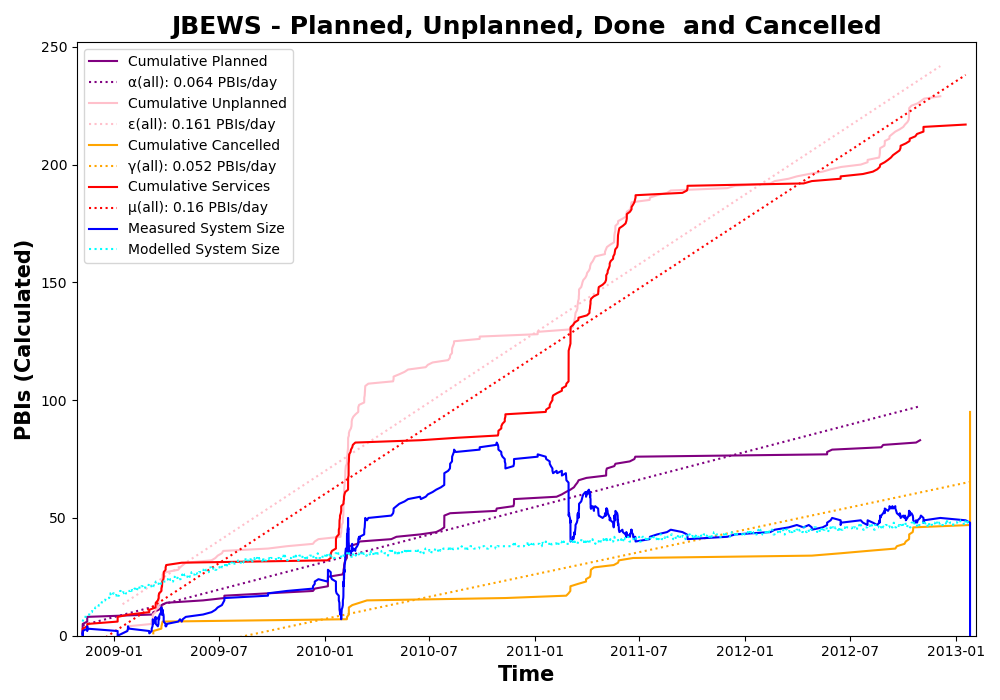 JBEWS - Planned, Unplanned, Done  and Cancelled
PBIs (Calculated)
250
200
150
100
50
0
Cumulative Planned
α(all): 0.064 PBIs/day
Cumulative Unplanned
ε(all): 0.161 PBIs/day
Cumulative Cancelled
γ(all): 0.052 PBIs/day
Cumulative Services
μ(all): 0.16 PBIs/day
Measured System Size
Modelled System Size
2009-01 2009-07 2010-01 2010-07 2011-01 2011-07 2012-01 2012-07 2013-01
Time